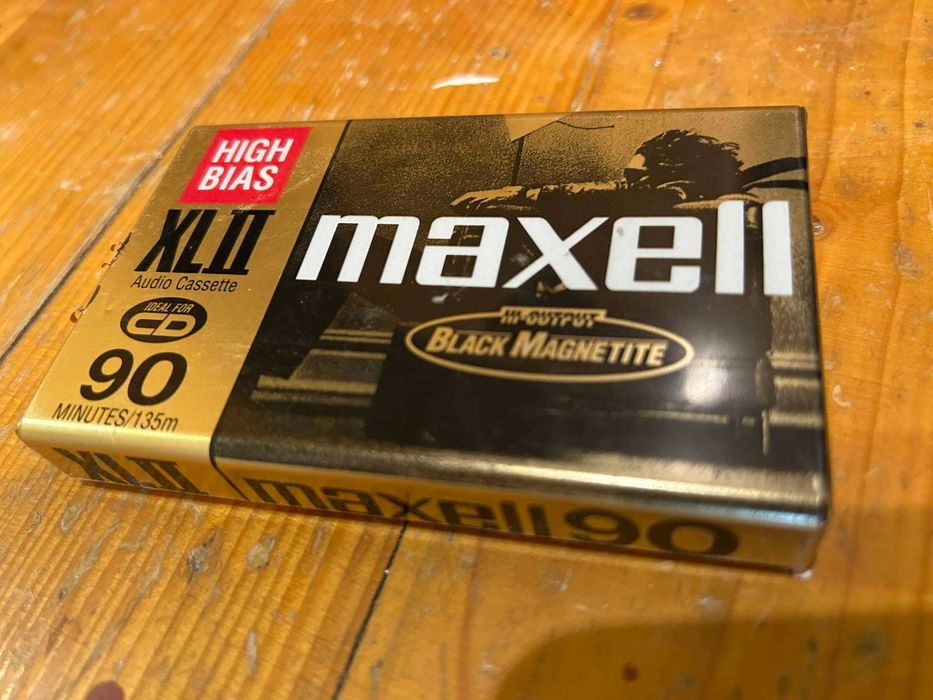 HIGH
BIAS
XLII
Audio Cassette
IDEAL FOR
CD
90
MINUTES/135m
maxell
HI-OUTPUT
BLACK MAGNETITE
XLII maxell 90